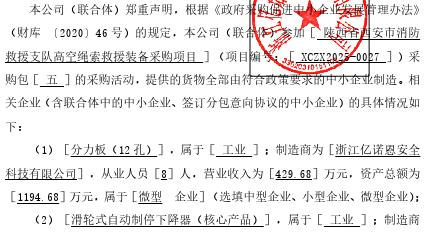 本公司（联合体）郑重声明，根据《政府采购促进中小企业发展管理办法》
（财库〔2020〕46 号）的规定，本公司（联合体）参加［ 陕西省西安市消防
救援支队高空绳索救援装备采购项目 ］（项目编号：［ XCZX2025-0027 ］）采
购包［ 五 ］的采购活动，提供的货物全部由符合政策要求的中小企业制造。相
关企业（含联合体中的中小企业、签订分包意向协议的中小企业）的具体情况如
下：
（1）［分力板（12 孔）］，属于［ 工业 ］；制造商为［浙江亿诺恩安全
科技有限公司］，从业人员［8］人，营业收入为［429.68］万元，资产总额为
［1194.68］万元，属于［微型 企业］（选填中型企业、小型企业、微型企业）；
（2）［滑轮式自动制停下降器（核心产品）］，属于［ 工业 ］；制造商